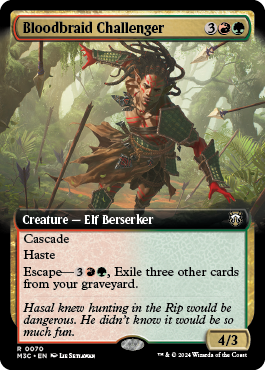 Bloodbraid Challenger 3
Creature — Elf Berserker
Cascade
Haste
Escape—3, Exile three other cards
from your graveyard.
Hasal knew hunting in the Rip would be
dangerous. He didn't know it would be so
much fun.
4/3
R 0070
M3C • EN Lie Setiawan
™ & © 2024 Wizards of the Coast